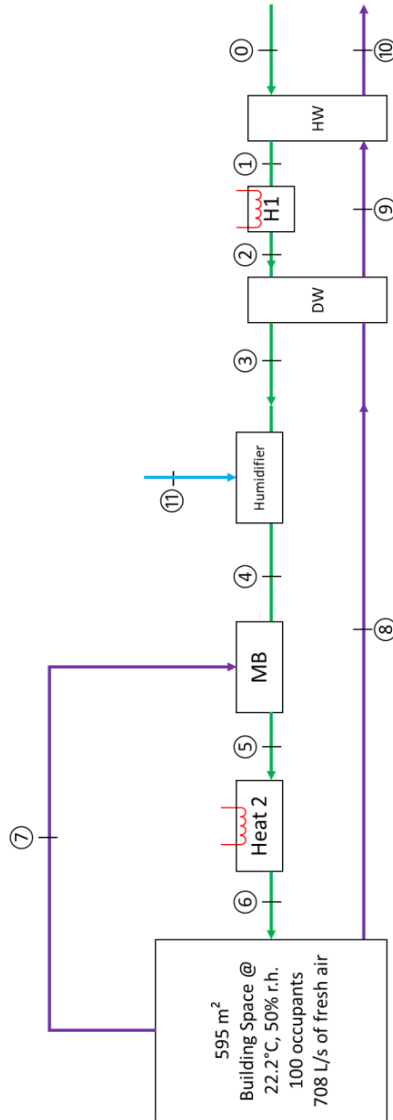 0
10
HW
1
H1
9
2
DW
3
11
Humidifier
4
8
7
MB
5
Heat 2
6
595 m²
Building Space @
22.2°C, 50% r.h.
100 occupants
708 L/s of fresh air